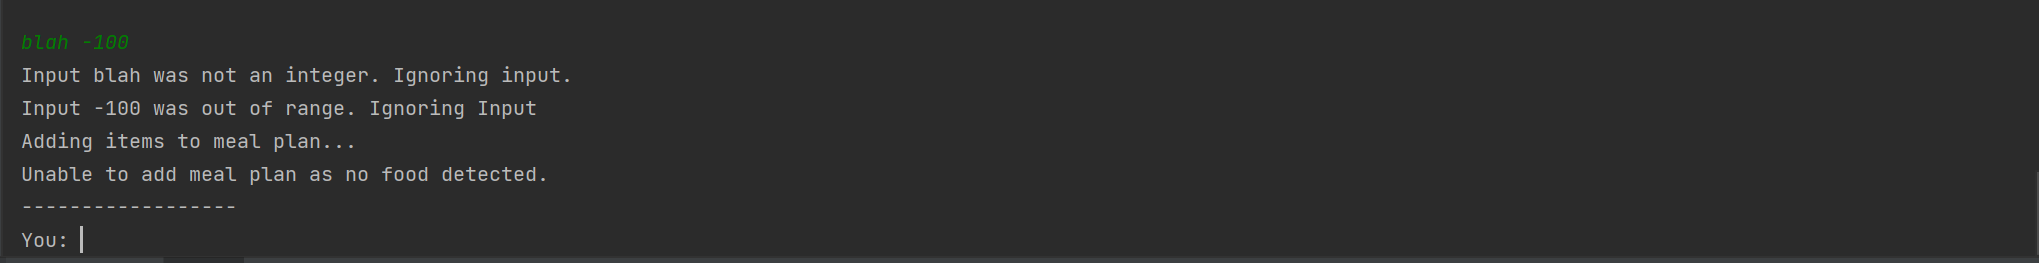 blah -100
Input blah was not an integer. Ignoring input.
Input -100 was out of range. Ignoring Input
Adding items to meal plan...
Unable to add meal plan as no food detected.
------------------
You: